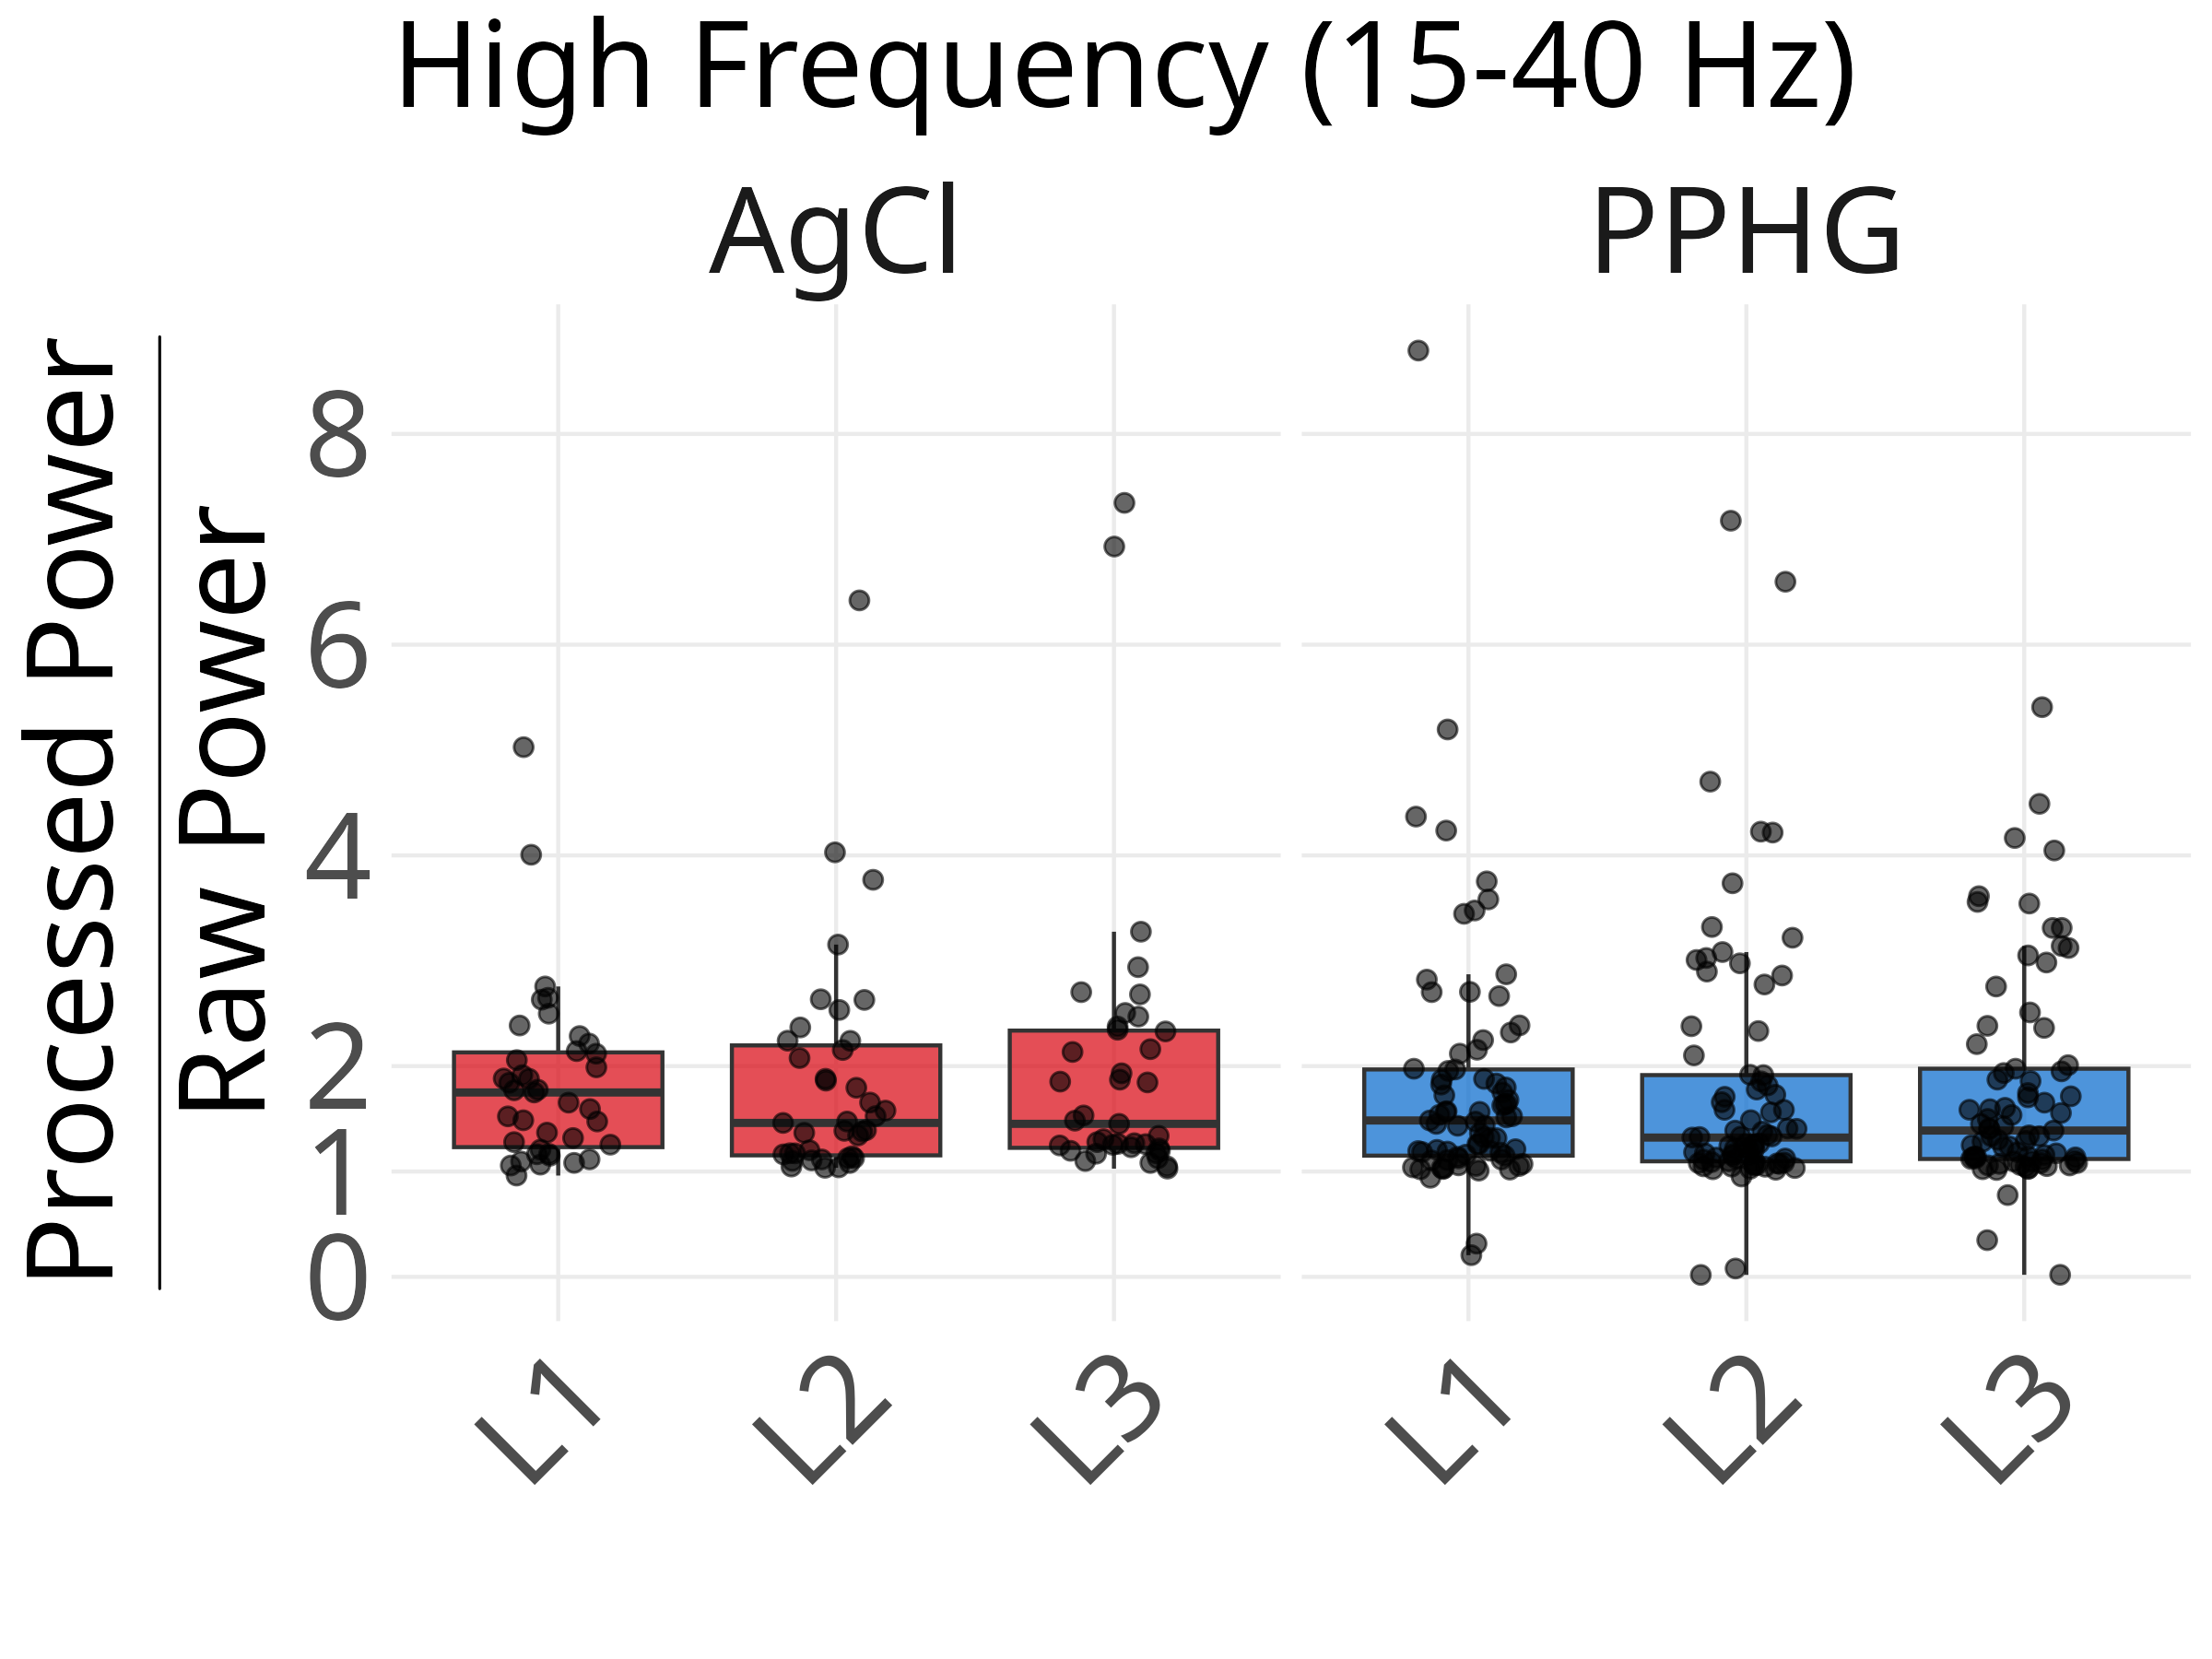 High Frequency (15-40 Hz)
AgCl
PPHG
Processed Power
Raw Power
8
6
4
2
1
0
L1
L2
L3
L1
L2
L3